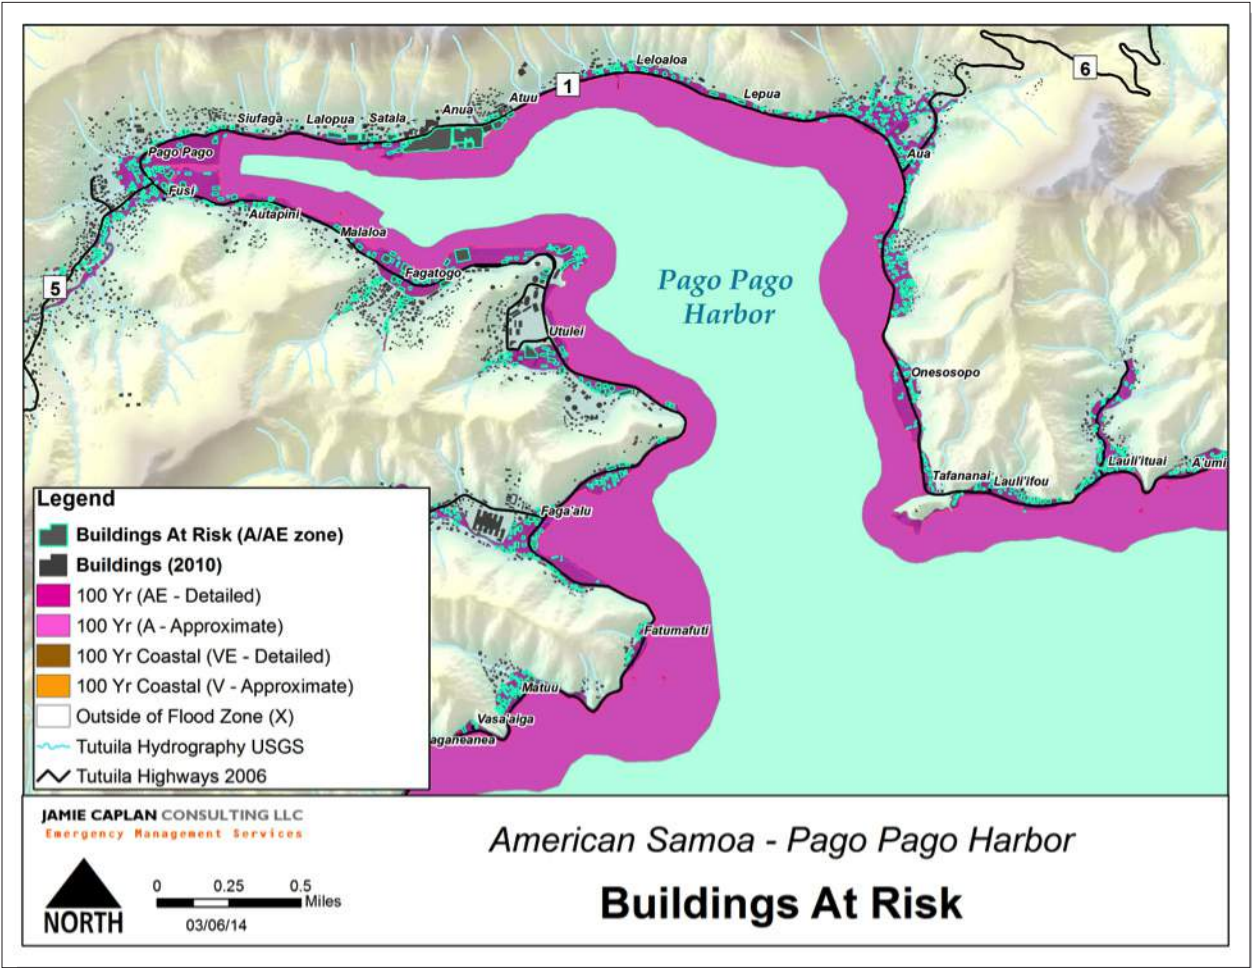 6
1
Leloaloa
Lepua
Atuu
Anua
Satala
Lalopua
Siufaga
Pago Pago
Aua
Fusi
Autapini
Malaloa
Fagatogo
5
Pago Pago
Harbor
Utulei
Onesosopo
Lauli'ituai
A'umi
Tafananai
Lauli'ifou
Faga'alu
Fatumafuti
Matuu
Vasa'aiga
aganeanea
Legend
Buildings At Risk (A/AE zone)
Buildings (2010)
100 Yr (AE - Detailed)
100 Yr (A - Approximate)
100 Yr Coastal (VE - Detailed)
100 Yr Coastal (V - Approximate)
Outside of Flood Zone (X)
Tutuila Hydrography USGS
Tutuila Highways 2006
JAMIE CAPLAN CONSULTING LLC
Emergency Management Services
NORTH
0 0.25 0.5
Miles
03/06/14
American Samoa - Pago Pago Harbor
Buildings At Risk